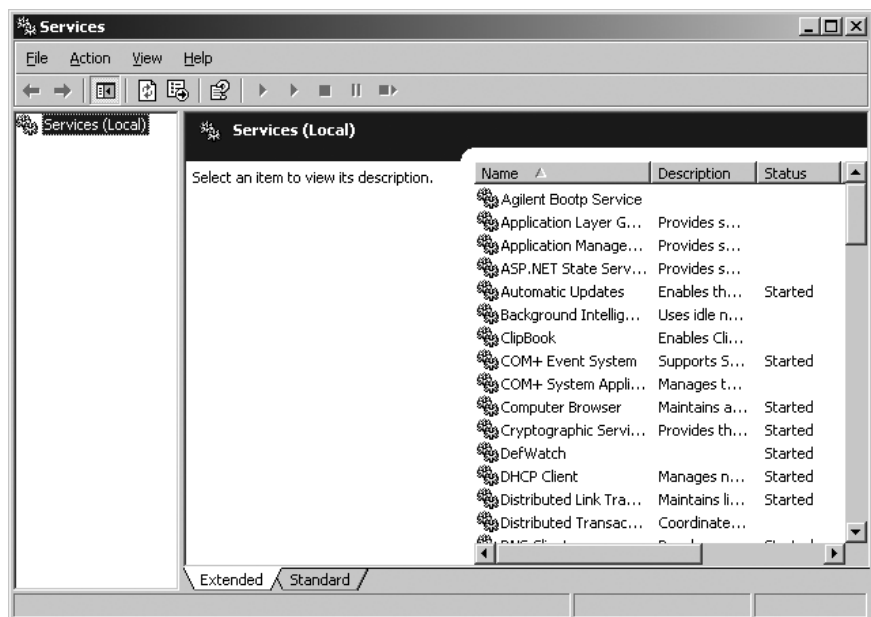 Services
File Action View Help
Services (Local)
Services (Local)
Select an item to view its description.
Name Description Status
Agilent Bootp Service
Application Layer G... Provides s...
Application Manage... Provides s...
ASP.NET State Serv... Provides s...
Automatic Updates Enables th... Started
Background Intellig... Uses idle n...
ClipBook Enables Cli...
COM+ Event System Supports S... Started
COM+ System Appli... Manages t...
Computer Browser Maintains a... Started
Cryptographic Servi... Provides th... Started
DefWatch Started
DHCP Client Manages n... Started
Distributed Link Tra... Maintains li... Started
Distributed Transac... Coordinate...
Extended Standard